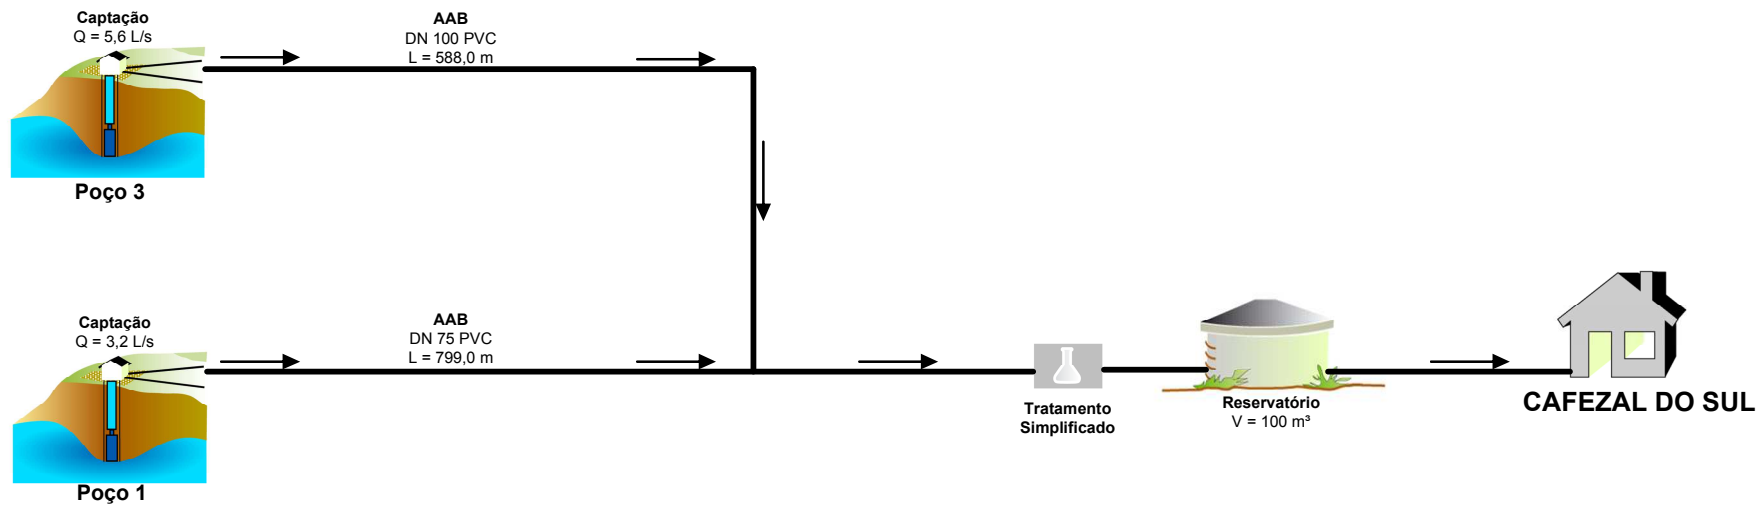 Captação
Q = 5,6 L/s
AAB
DN 100 PVC
L = 588,0 m
Poço 3
Captação
Q = 3,2 L/s
AAB
DN 75 PVC
L = 799,0 m
Poço 1
Tratamento
Simplificado
Reservatório
V = 100 m³
CAFEZAL DO SUL